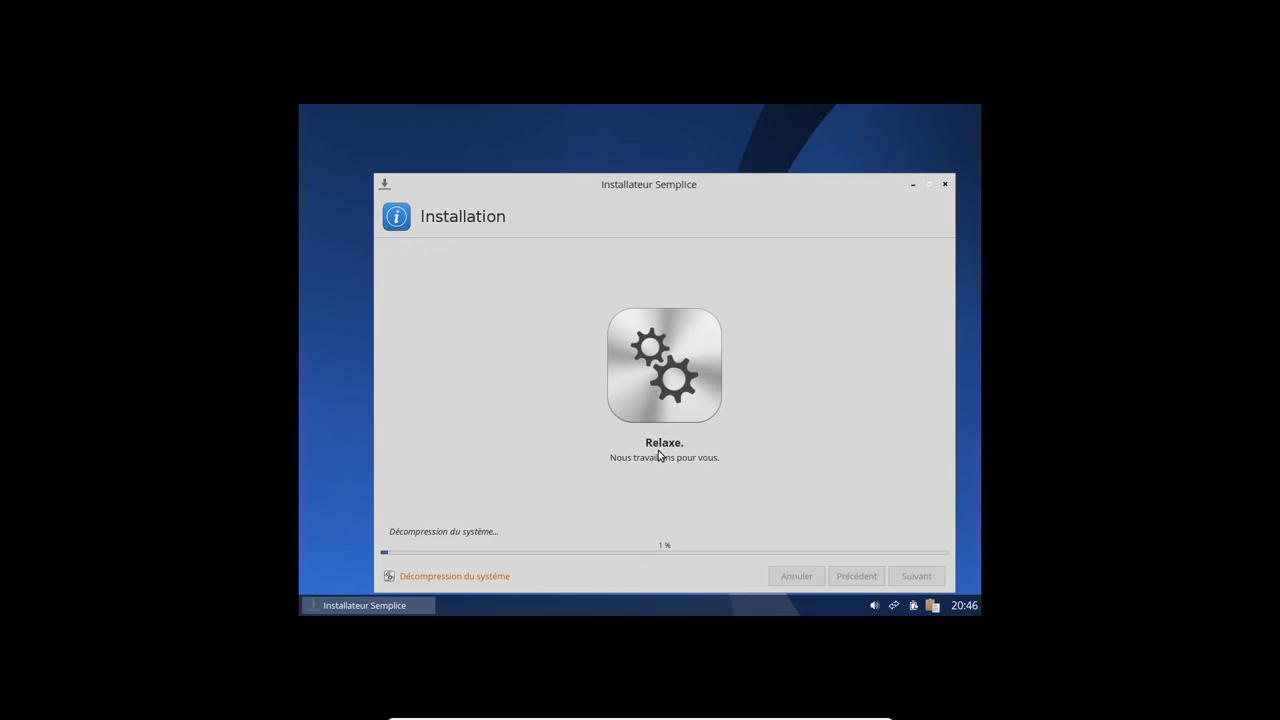 Installateur Semplice
Installation
Relaxe.
Nous travaillons pour vous.
Décompression du système...
1 %
Décompression du système
Annuler
Précédent
Suivant
Installateur Semplice
20:46